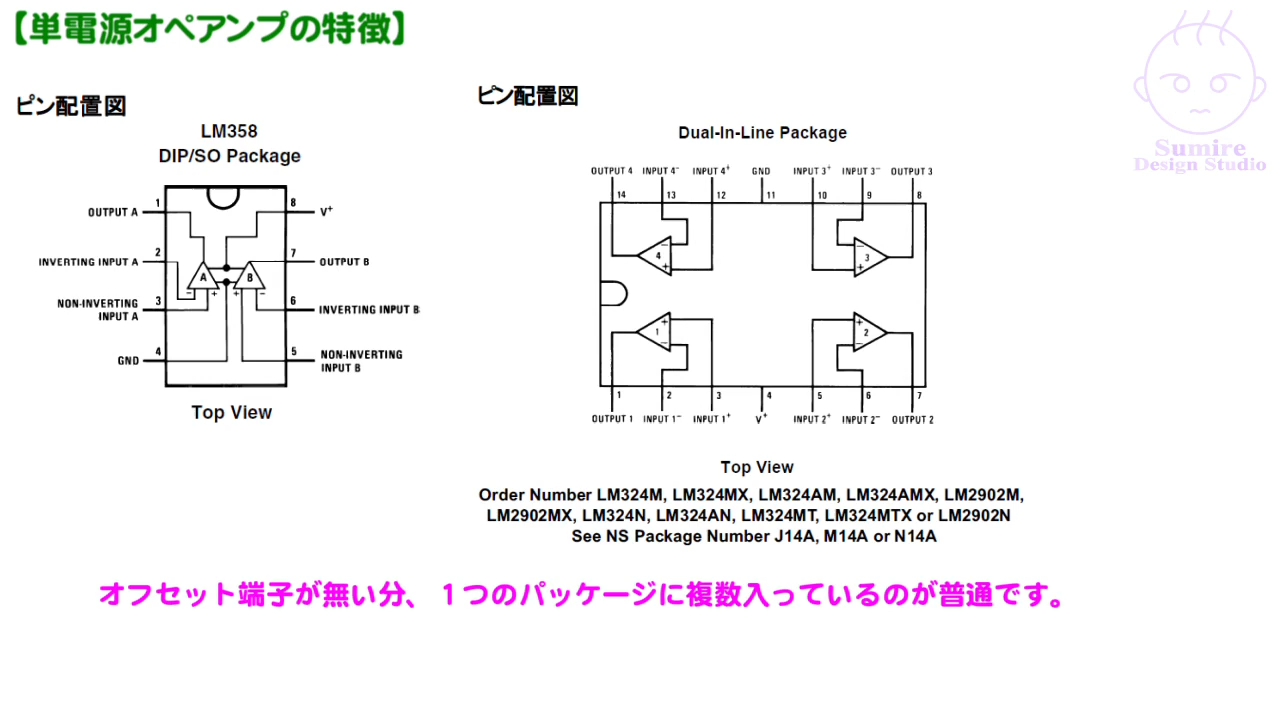 【単電源オペアンプの特徴】
Sumire
Design Studio
ピン配置図
LM358
DIP/SO Package
1
OUTPUT A
8
V+
2
INVERTING INPUT A
7
OUTPUT B
A
B
- +
+ -
3
NON-INVERTING
INPUT A
6
INVERTING INPUT B
4
GND
5
NON-INVERTING
INPUT B
Top View
ピン配置図
Dual-In-Line Package
OUTPUT 4 INPUT 4- INPUT 4+ GND INPUT 3+ INPUT 3- OUTPUT 3
14 13 12 11 10 9 8
- -
4 3
+ +
+ +
1 2
- -
1 2 3 4 5 6 7
OUTPUT 1 INPUT 1- INPUT 1+ V+ INPUT 2+ INPUT 2- OUTPUT 2
Top View
Order Number LM324M, LM324MX, LM324AM, LM324AMX, LM2902M,
LM2902MX, LM324N, LM324AN, LM324MT, LM324MTX or LM2902N
See NS Package Number J14A, M14A or N14A
オフセット端子が無い分、１つのパッケージに複数入っているのが普通です。